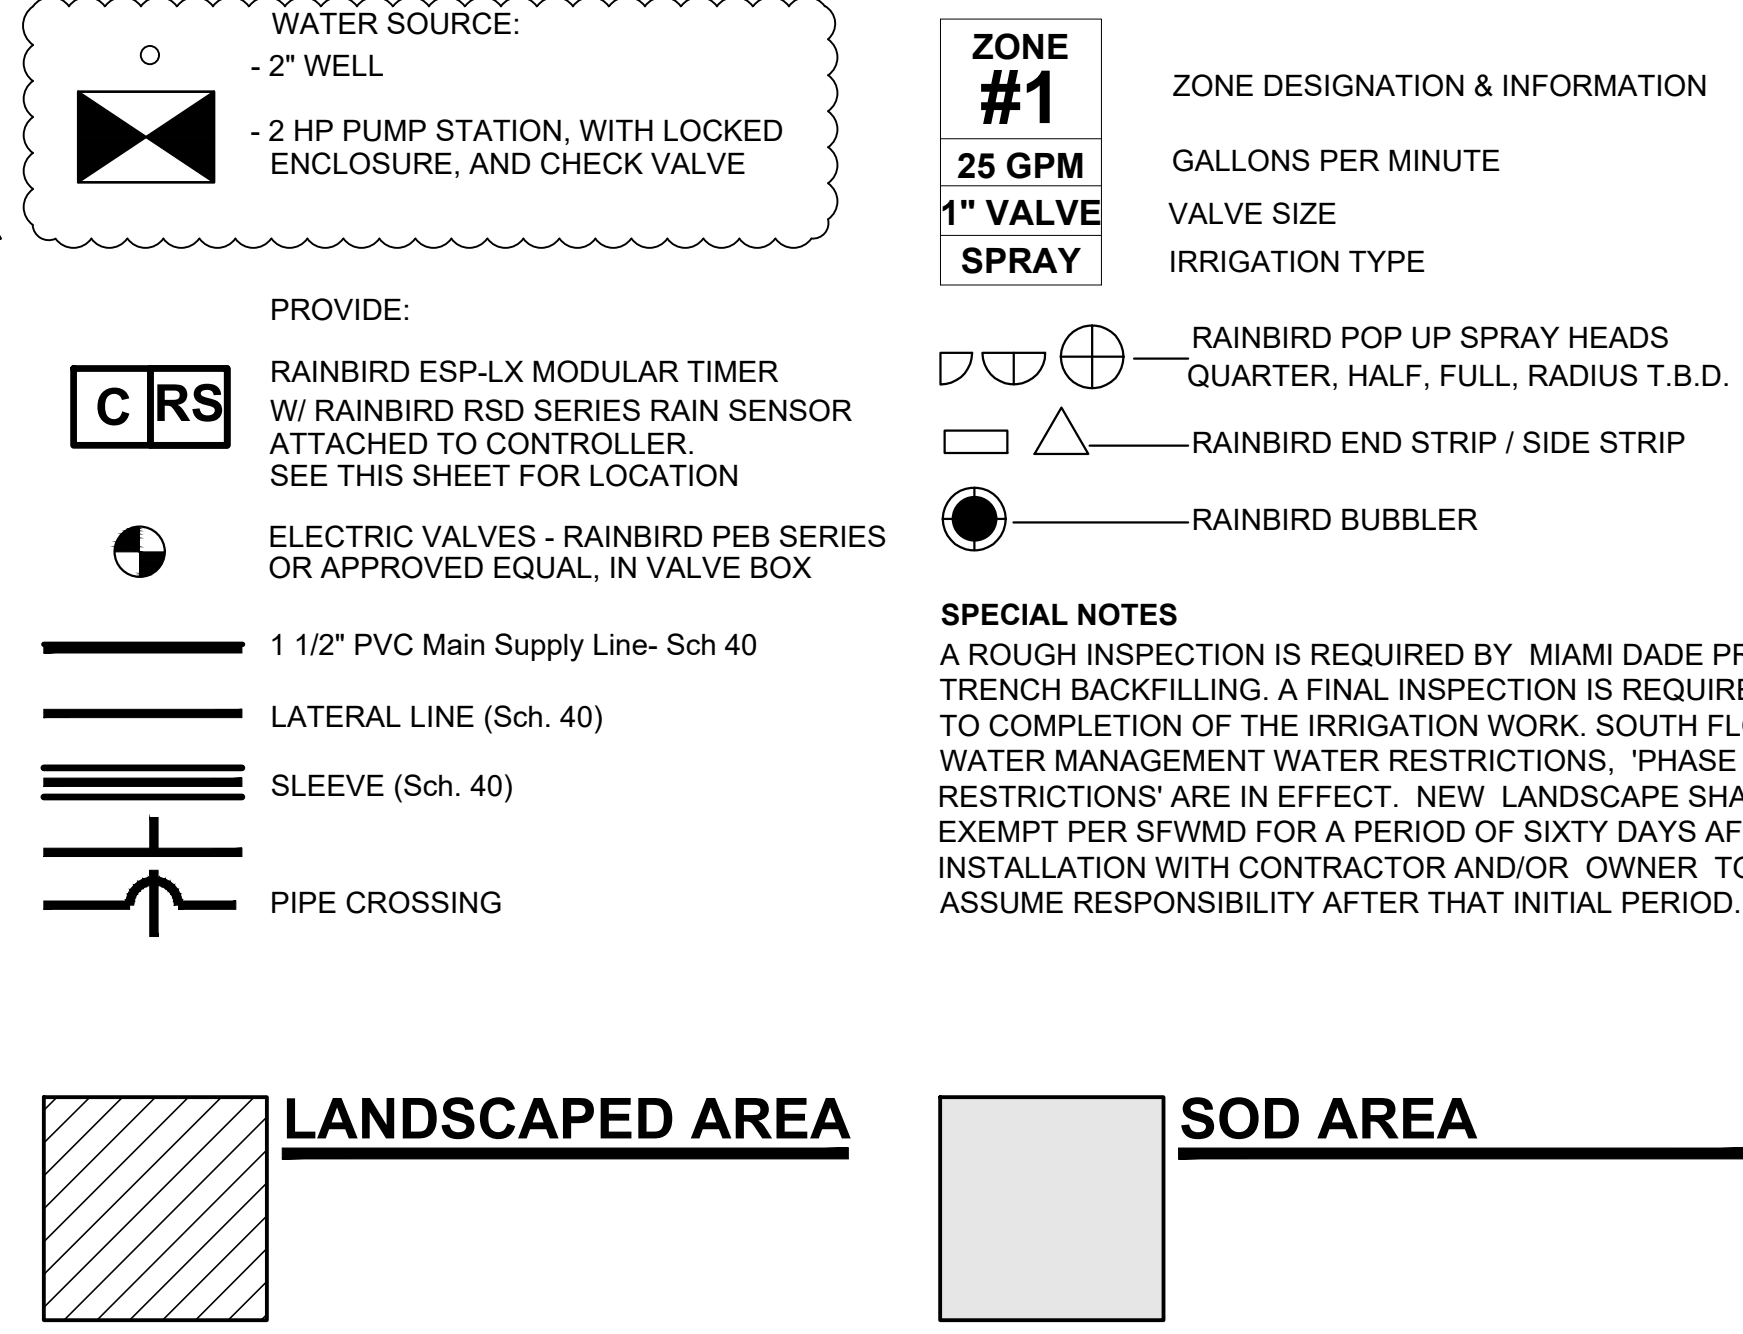 WATER SOURCE:
- 2" WELL
- 2 HP PUMP STATION, WITH LOCKED
ENCLOSURE, AND CHECK VALVE
PROVIDE:
C RS
RAINBIRD ESP-LX MODULAR TIMER
W/ RAINBIRD RSD SERIES RAIN SENSOR
ATTACHED TO CONTROLLER.
SEE THIS SHEET FOR LOCATION
ELECTRIC VALVES - RAINBIRD PEB SERIES
OR APPROVED EQUAL, IN VALVE BOX
1 1/2" PVC Main Supply Line- Sch 40
LATERAL LINE (Sch. 40)
SLEEVE (Sch. 40)
PIPE CROSSING
ZONE
#1
ZONE DESIGNATION & INFORMATION
25 GPM
GALLONS PER MINUTE
1" VALVE
VALVE SIZE
SPRAY
IRRIGATION TYPE
RAINBIRD POP UP SPRAY HEADS
QUARTER, HALF, FULL, RADIUS T.B.D.
RAINBIRD END STRIP / SIDE STRIP
RAINBIRD BUBBLER
SPECIAL NOTES
A ROUGH INSPECTION IS REQUIRED BY MIAMI DADE
TRENCH BACKFILLING. A FINAL INSPECTION IS
TO COMPLETION OF THE IRRIGATION WORK. SOUTH
WATER MANAGEMENT WATER RESTRICTIONS, 'PHASE
RESTRICTIONS' ARE IN EFFECT. NEW LANDSCAPE
EXEMPT PER SFWMD FOR A PERIOD OF SIXTY DAYS
INSTALLATION WITH CONTRACTOR AND/OR OWNER TO
ASSUME RESPONSIBILITY AFTER THAT INITIAL PERIOD.
LANDSCAPED AREA
SOD AREA